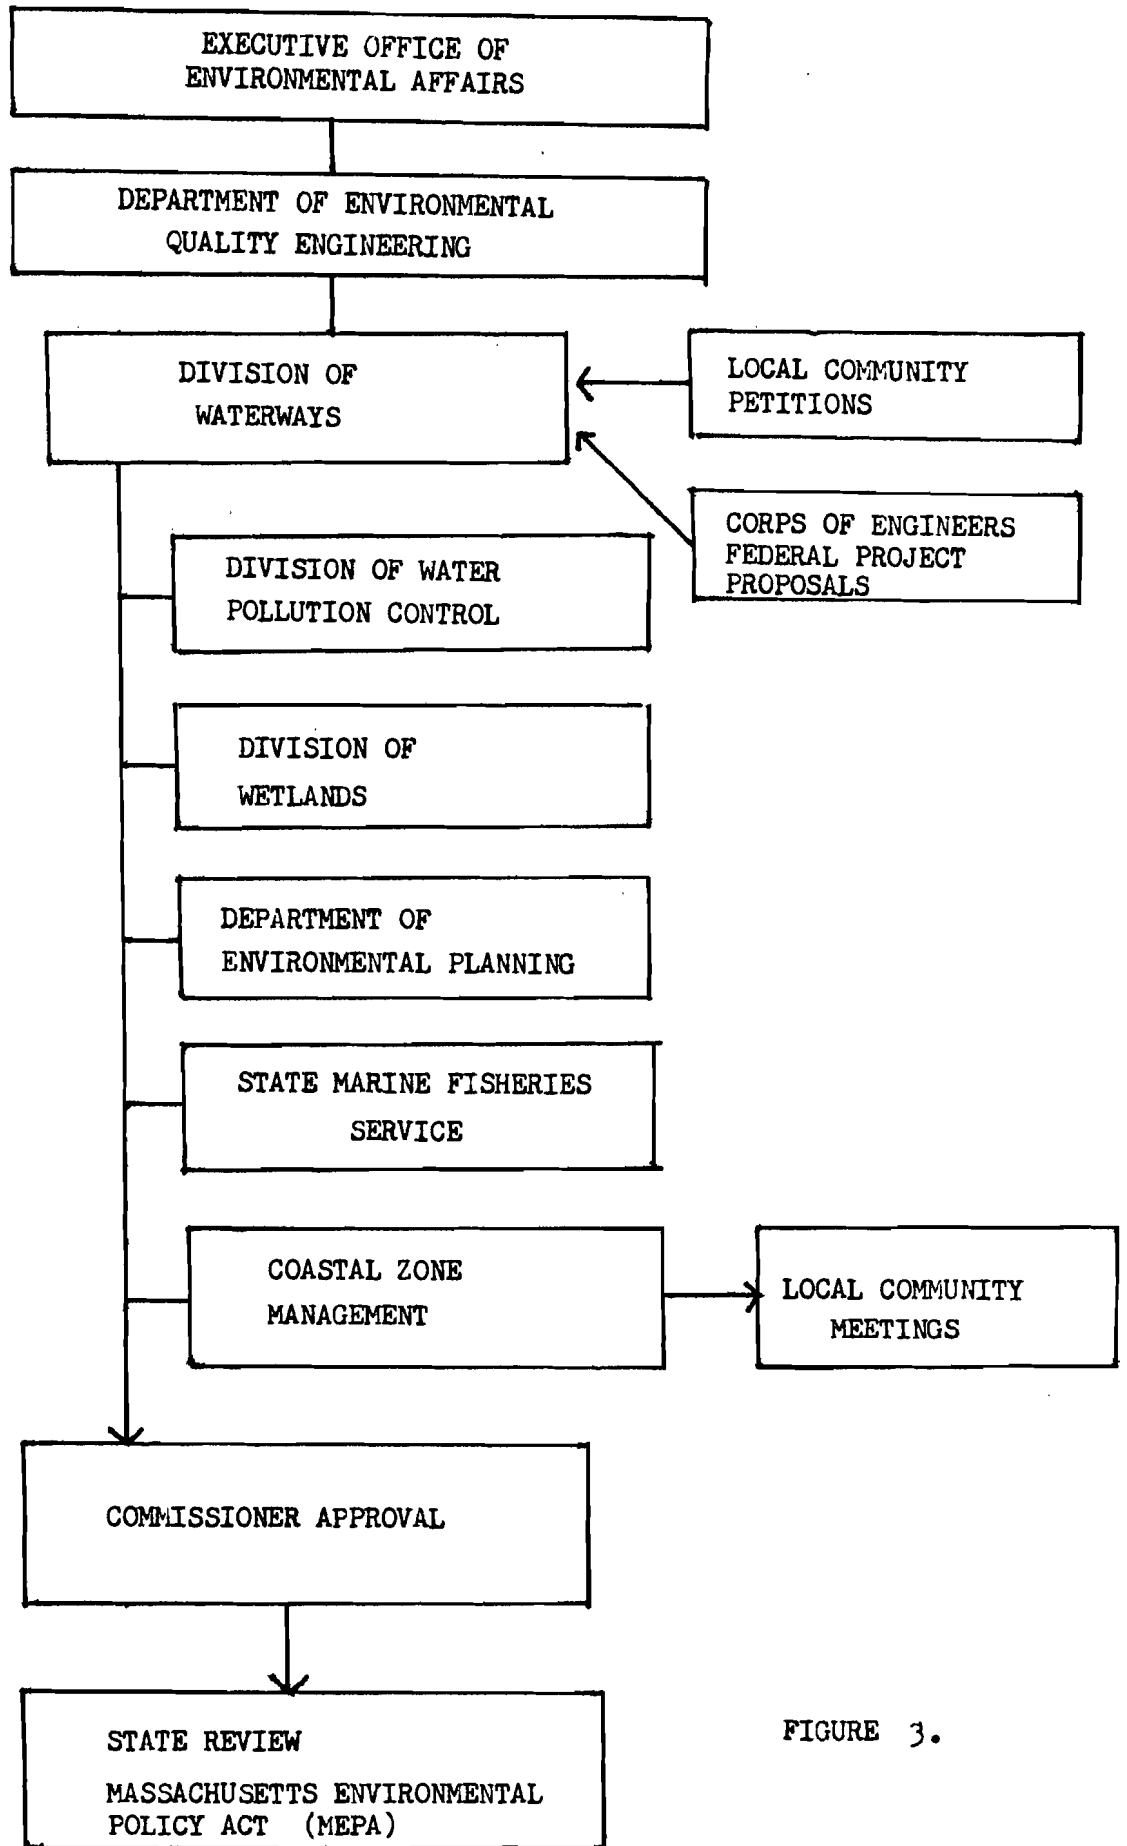 EXECUTIVE OFFICE OF
ENVIRONMENTAL AFFAIRS
DEPARTMENT OF ENVIRONMENTAL
QUALITY ENGINEERING
DIVISION OF
WATERWAYS
LOCAL COMMUNITY
PETITIONS
CORPS OF ENGINEERS
FEDERAL PROJECT
PROPOSALS
DIVISION OF WATER
POLLUTION CONTROL
DIVISION OF
WETLANDS
DEPARTMENT OF
ENVIRONMENTAL PLANNING
STATE MARINE FISHERIES
SERVICE
COASTAL ZONE
MANAGEMENT
LOCAL COMMUNITY
MEETINGS
COMMISSIONER APPROVAL
STATE REVIEW
MASSACHUSETTS ENVIRONMENTAL
POLICY ACT (MEPA)
FIGURE 3.